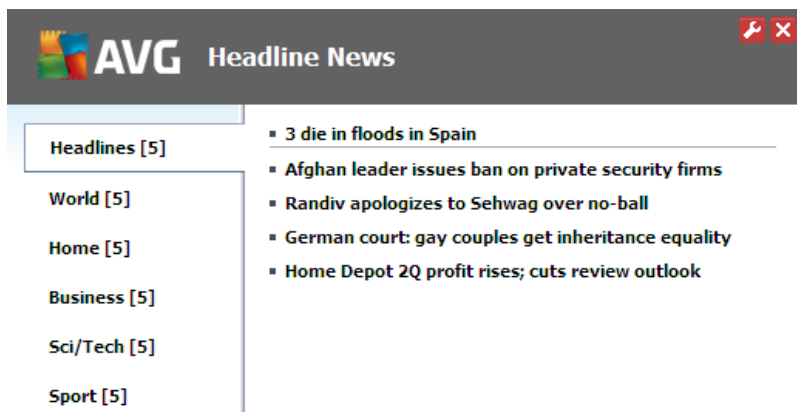 AVG Headline News
Headlines [5]
World [5]
Home [5]
Business [5]
Sci/Tech [5]
Sport [5]
3 die in floods in Spain
Afghan leader issues ban on private security firms
Randiv apologizes to Sehwag over no-ball
German court: gay couples get inheritance equality
Home Depot 2Q profit rises; cuts review outlook